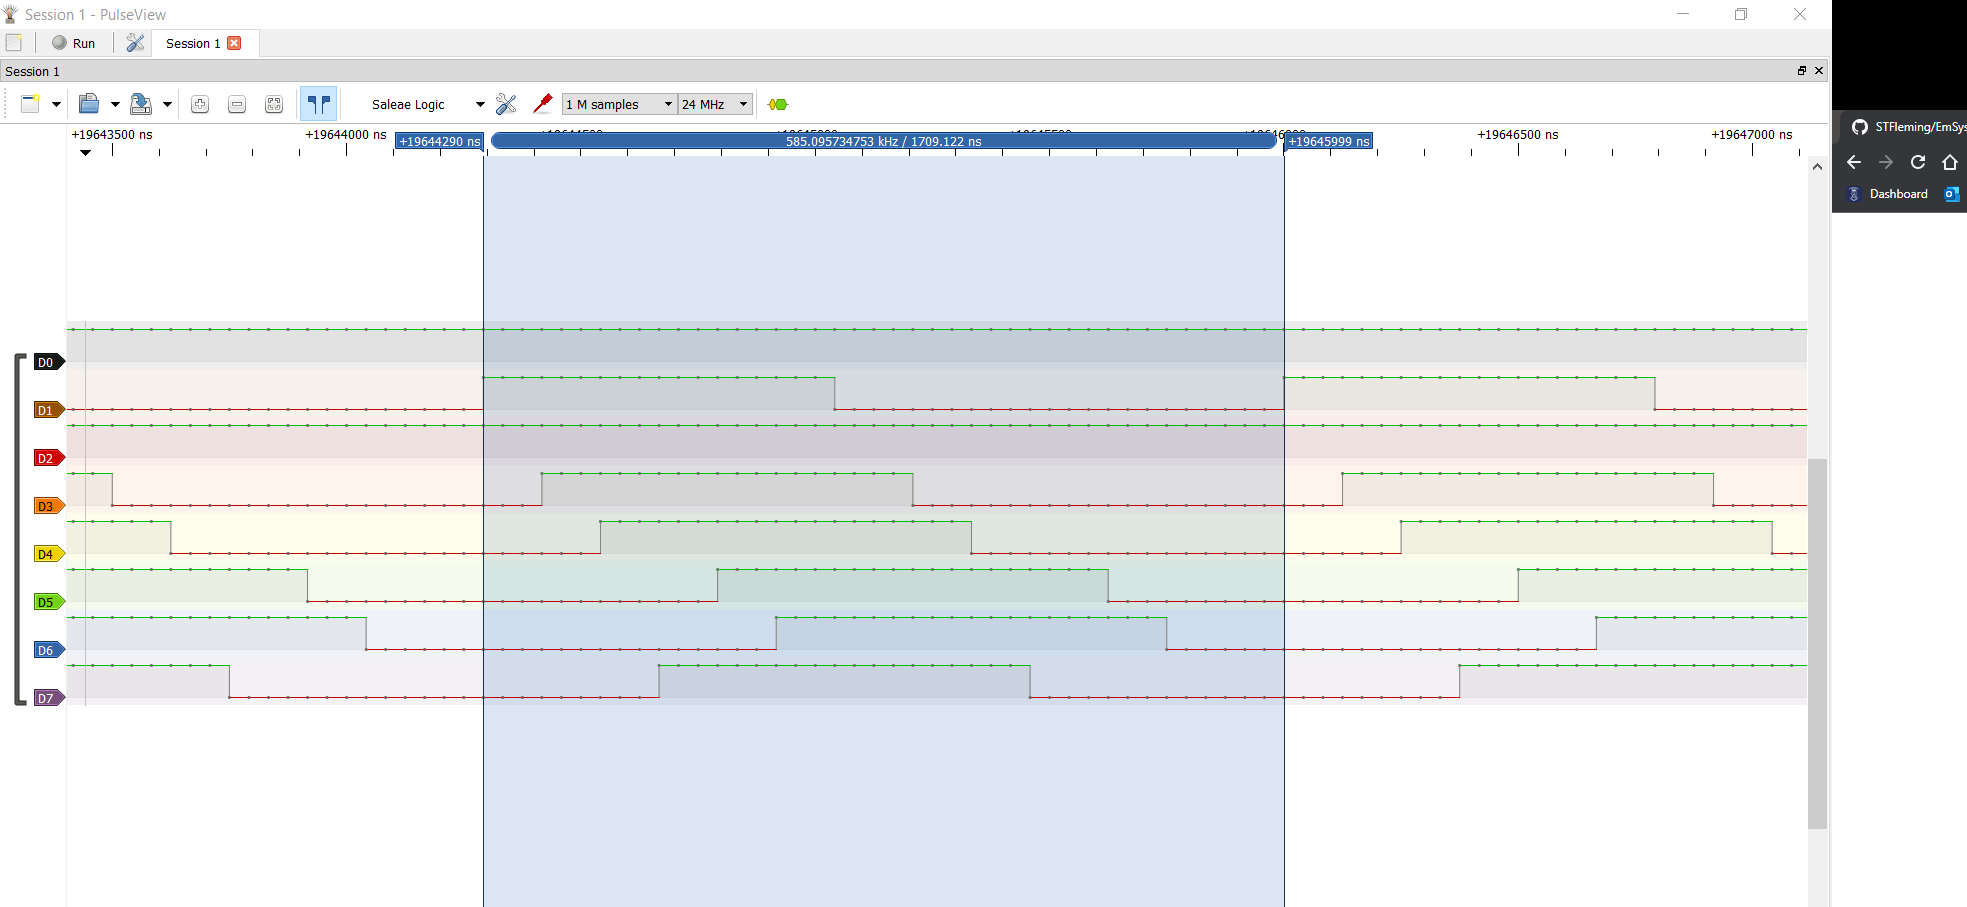 Session 1 - PulseView
Run
Session 1
Session 1
Saleae Logic
1 M samples
24 MHz
+19643500 ns
+19644000 ns
+19646500 ns
+19647000 ns
+19644290 ns
585.095734753 kHz / 1709.122 ns
+19645999 ns
STFleming/EmSys
Dashboard
D0
D1
D2
D3
D4
D5
D6
D7